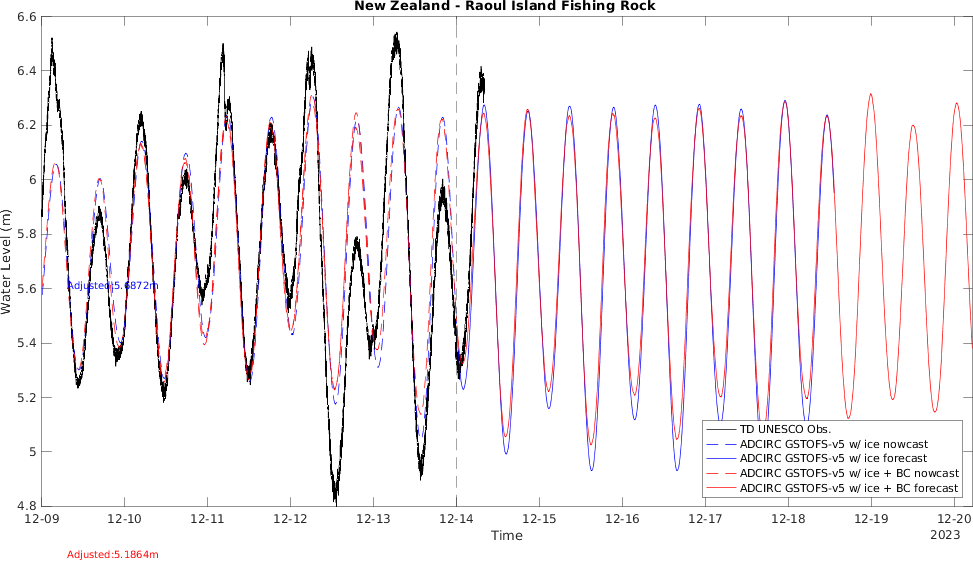 New Zealand - Raoul Island Fishing Rock
Water Level (m)
6.6
6.4
6.2
6
5.8
5.6
5.4
5.2
5
4.8
Adjusted:5.6872m
TD UNESCO Obs.
ADCIRC GSTOFS-v5 w/ ice nowcast
ADCIRC GSTOFS-v5 w/ ice forecast
ADCIRC GSTOFS-v5 w/ ice + BC nowcast
ADCIRC GSTOFS-v5 w/ ice + BC forecast
12-09 12-10 12-11 12-12 12-13 12-14 12-15 12-16 12-17 12-18 12-19 12-20
Time
2023
Adjusted:5.1864m